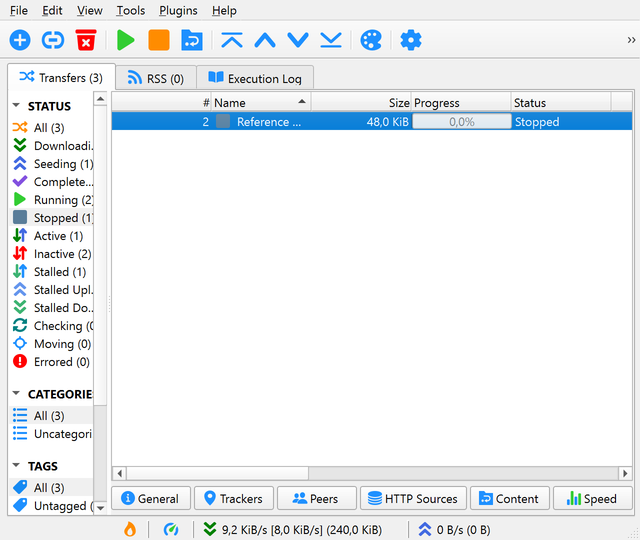 File Edit View Tools Plugins Help
Transfers (3) RSS (0) Execution Log
STATUS
All (3)
Downloadi...
Seeding (1)
Complete...
Running (2)
Stopped (1)
Active (1)
Inactive (2)
Stalled (1)
Stalled Upl...
Stalled Do...
Checking (0
Moving (0)
Errored (0)
CATEGORIE
All (3)
Uncategori
TAGS
All (3)
Untagged (
# Name Size Progress Status
2 Reference ... 48,0 KiB 0,0% Stopped
General Trackers Peers HTTP Sources Content Speed
9,2 KiB/s [8,0 KiB/s] (240,0 KiB) 0 B/s (0 B)